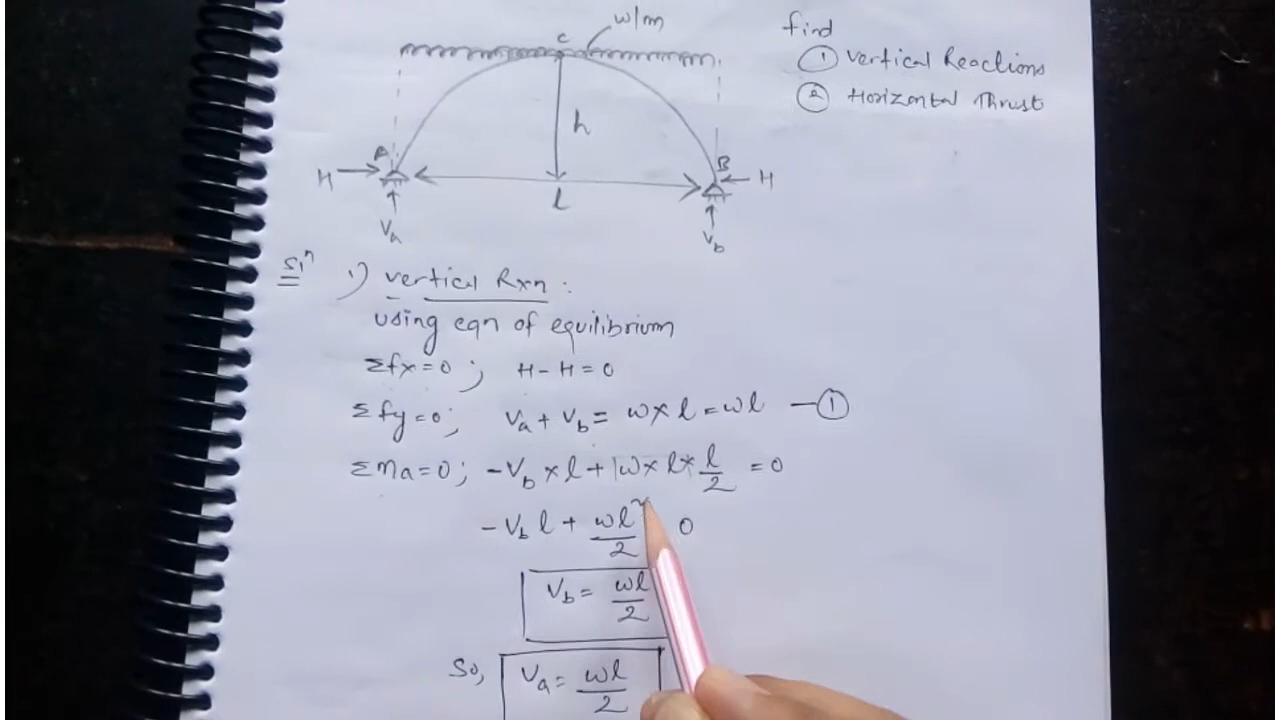 w/m
C
find
① Vertical Reactions
② Horizontal Thrust
h
A
B
H
H
l
Va
Vb
Slⁿ
1) vertical Rxn :
using eqn of equilibrium
Σfx=0 ; H-H=0
Σfy=0; Va + Vb = w×l = wl —①
Σma=0; -Vb×l + w×l*l/2 =0
-Vb l + wl²/2 0
Vb = wl/2
So, Va = wl/2